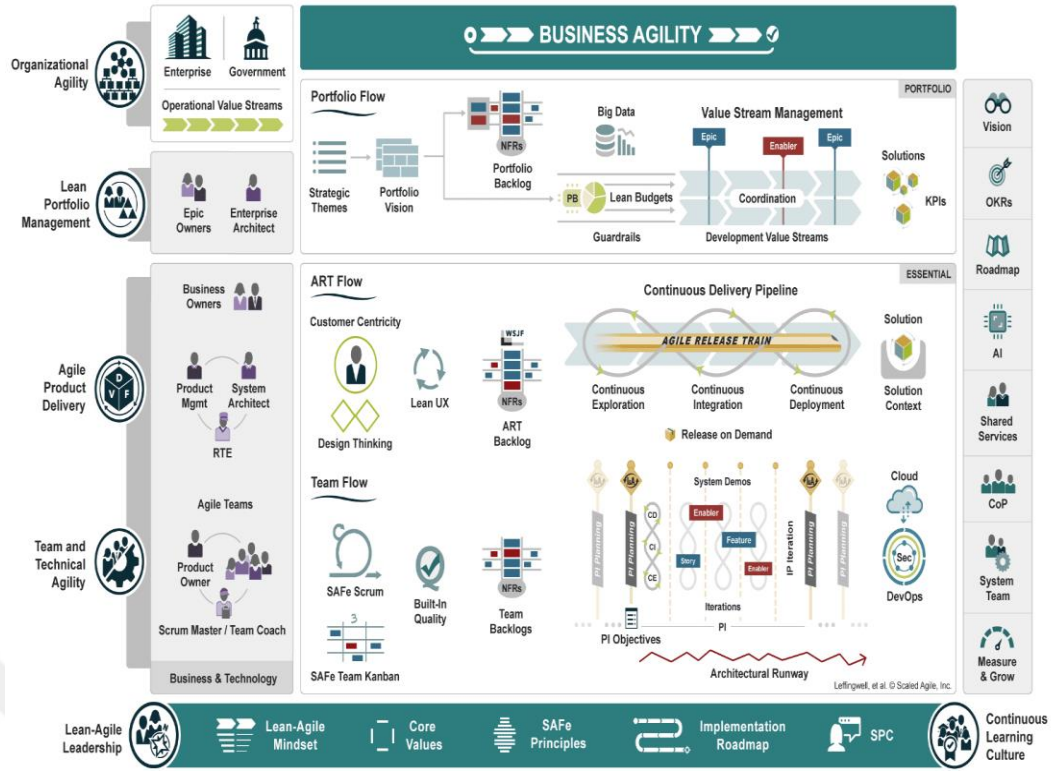 BUSINESS AGILITY
Organizational
Agility
Enterprise
Government
Operational Value Streams
Lean
Portfolio
Management
Epic
Owners
Enterprise
Architect
PORTFOLIO
Portfolio Flow
Strategic
Themes
Portfolio
Vision
NFRs
Portfolio
Backlog
Big Data
PB
Lean Budgets
Guardrails
Value Stream Management
Epic
Enabler
Epic
Coordination
Development Value Streams
Solutions
KPIs
Agile
Product
Delivery
D
V
F
Business
Owners
Product
Mgmt
System
Architect
RTE
Team and
Technical
Agility
Agile Teams
Product
Owner
Scrum Master / Team Coach
Business & Technology
ESSENTIAL
ART Flow
Customer Centricity
Design Thinking
Lean UX
WSJF
NFRs
ART
Backlog
Continuous Delivery Pipeline
AGILE RELEASE TRAIN
Continuous
Exploration
Continuous
Integration
Continuous
Deployment
Release on Demand
Solution
Solution
Context
Team Flow
SAFe Scrum
3
SAFe Team Kanban
Built-In
Quality
NFRs
Team
Backlogs
PI Planning
PI Planning
CD
CI
CE
System Demos
Enabler
Feature
Story
Enabler
IP Iteration
PI Planning
PI Planning
Iterations
PI
PI Objectives
Architectural Runway
Cloud
Sec
DevOps
Leffingwell, et al. © Scaled Agile, Inc.
Vision
OKRs
Roadmap
AI
Shared
Services
CoP
System
Team
Measure
& Grow
Lean-Agile
Leadership
Lean-Agile
Mindset
Core
Values
SAFe
Principles
Implementation
Roadmap
SPC
Continuous
Learning
Culture